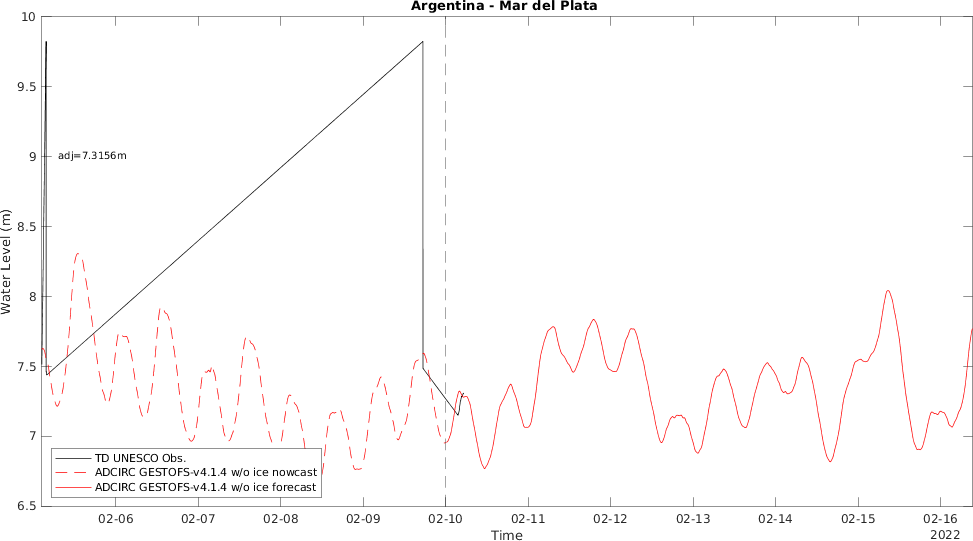 Argentina - Mar del Plata
10
9.5
9
8.5
8
7.5
7
6.5
Water Level (m)
adj=7.3156m
TD UNESCO Obs.
ADCIRC GESTOFS-v4.1.4 w/o ice nowcast
ADCIRC GESTOFS-v4.1.4 w/o ice forecast
02-06 02-07 02-08 02-09 02-10 02-11 02-12 02-13 02-14 02-15 02-16
Time
2022